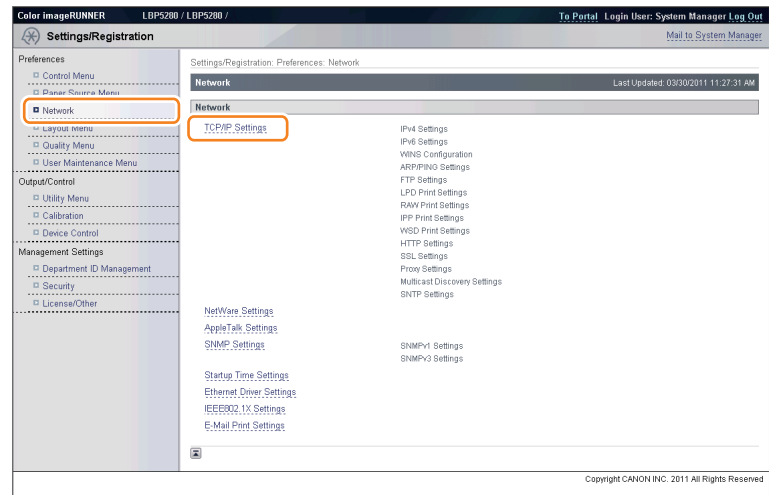 Color imageRUNNER LBP5280 / LBP5280 / To Portal Login User: System Manager Log Out
Settings/Registration Mail to System Manager
Preferences
Control Menu
Paper Source Menu
Network
Layout Menu
Quality Menu
User Maintenance Menu
Output/Control
Utility Menu
Calibration
Device Control
Management Settings
Department ID Management
Security
License/Other
Settings/Registration: Preferences: Network
Network Last Updated: 03/30/2011 11:27:31 AM
Network
TCP/IP Settings IPv4 Settings
IPv6 Settings
WINS Configuration
ARP/PING Settings
FTP Settings
LPD Print Settings
RAW Print Settings
IPP Print Settings
WSD Print Settings
HTTP Settings
SSL Settings
Proxy Settings
Multicast Discovery Settings
SNTP Settings
NetWare Settings
AppleTalk Settings
SNMP Settings SNMPv1 Settings
SNMPv3 Settings
Startup Time Settings
Ethernet Driver Settings
IEEE802.1X Settings
E-Mail Print Settings
Copyright CANON INC. 2011 All Rights Reserved